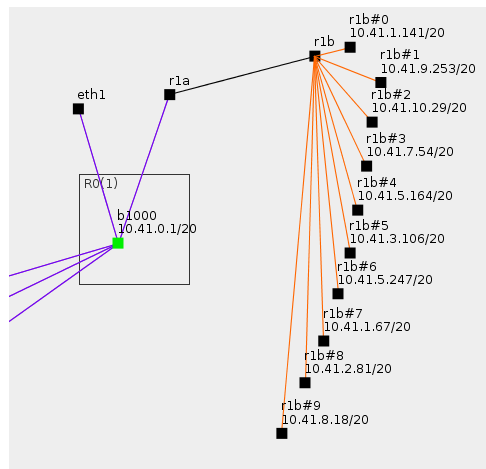 r1b
r1b#0
10.41.1.141/20
r1b#1
10.41.9.253/20
r1a
eth1
r1b#2
10.41.10.29/20
r1b#3
10.41.7.54/20
R0(1)
r1b#4
10.41.5.164/20
b1000
10.41.0.1/20
r1b#5
10.41.3.106/20
r1b#6
10.41.5.247/20
r1b#7
10.41.1.67/20
r1b#8
10.41.2.81/20
r1b#9
10.41.8.18/20